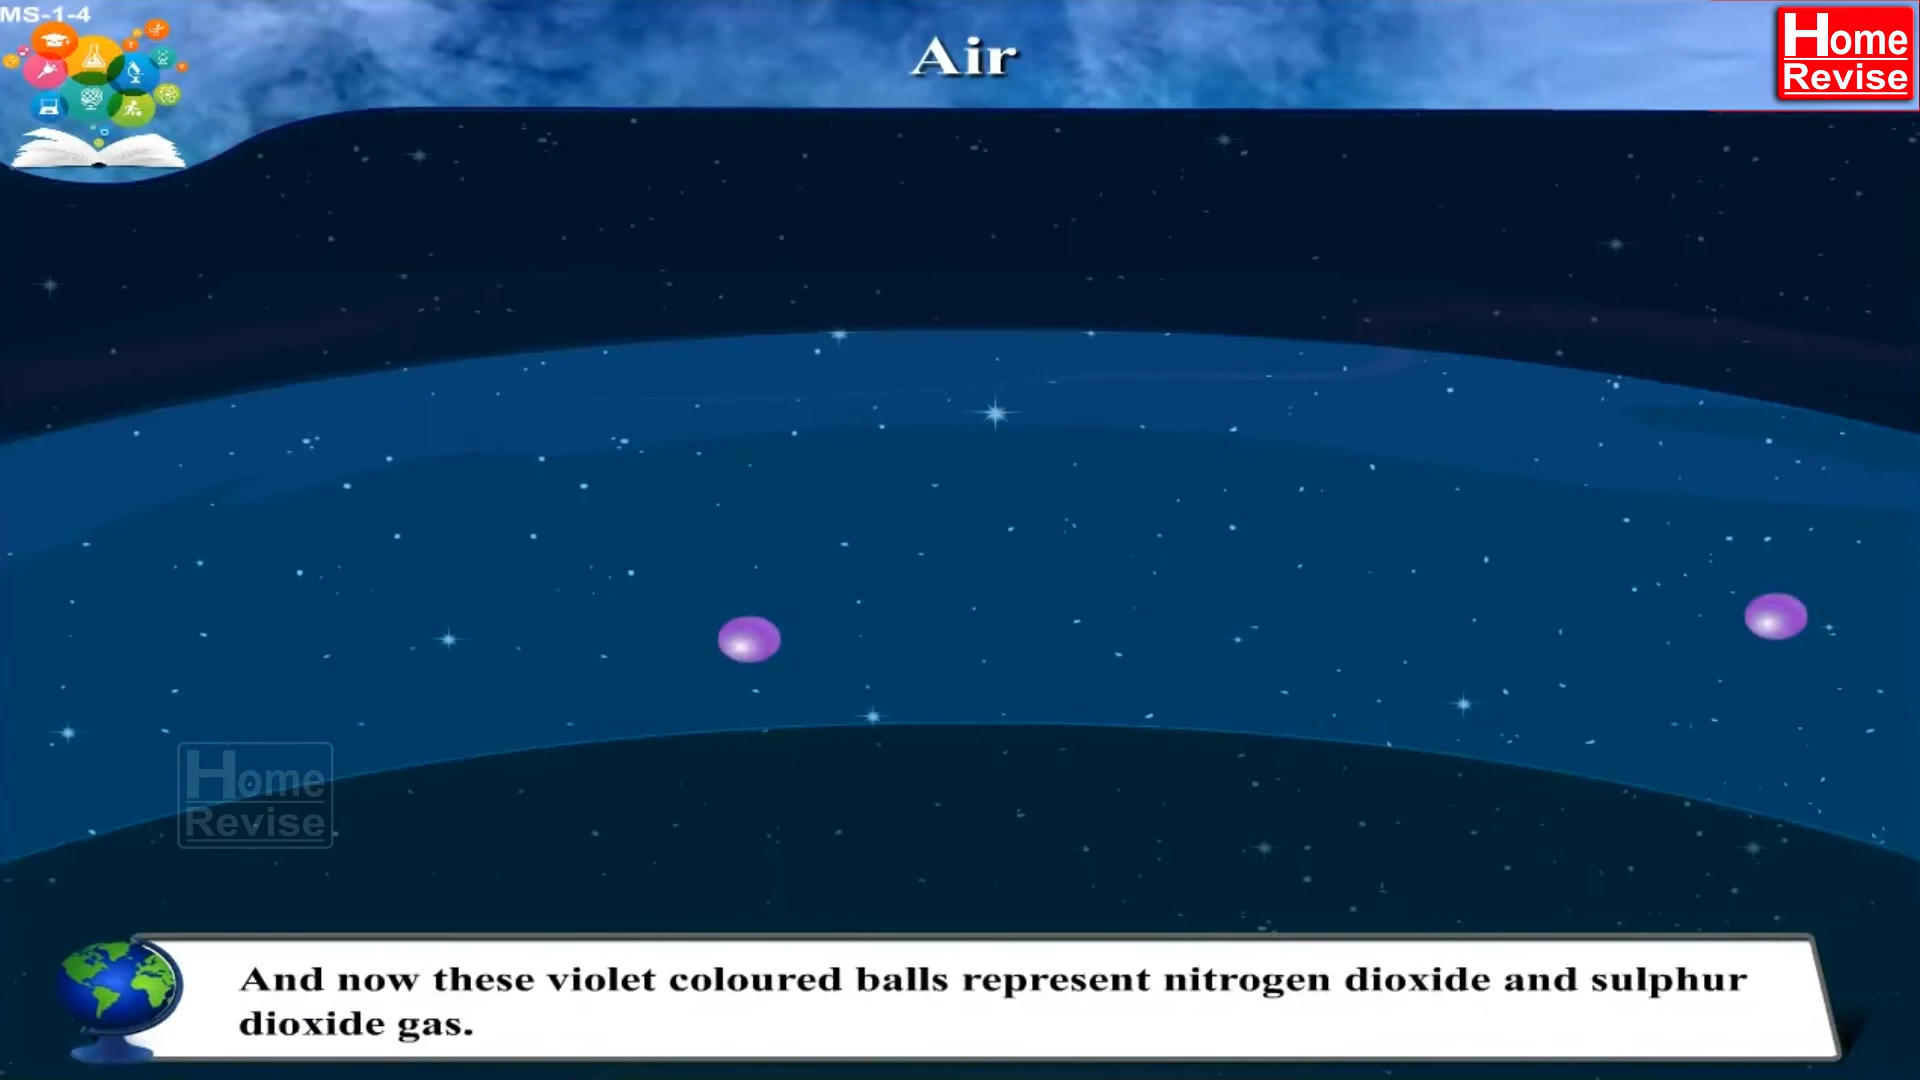 MS-1-4
Air
Home
Revise
Home
Revise
And now these violet coloured balls represent nitrogen dioxide and sulphur
dioxide gas.